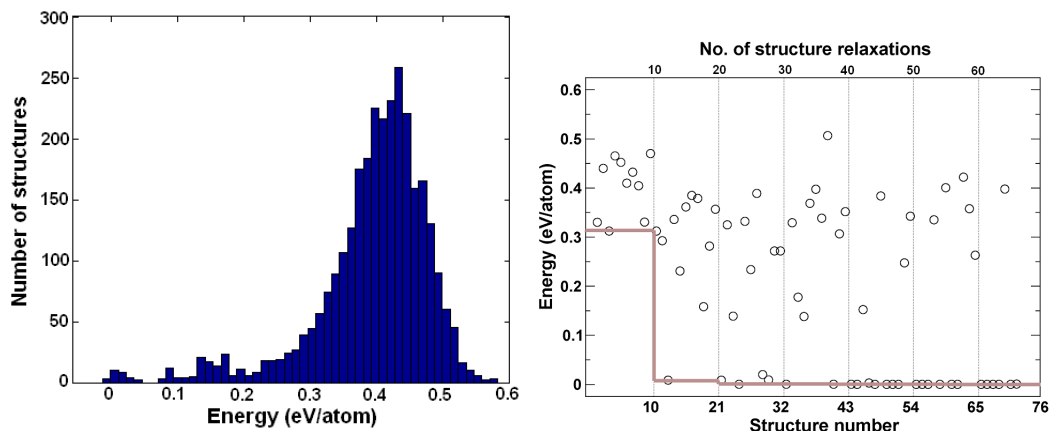 300
250
200
150
100
50
0
Number of structures
0 0.1 0.2 0.3 0.4 0.5 0.6
Energy (eV/atom)
No. of structure relaxations
10 20 30 40 50 60
0.6
0.5
0.4
0.3
0.2
0.1
0
Energy (eV/atom)
10 21 32 43 54 65 76
Structure number